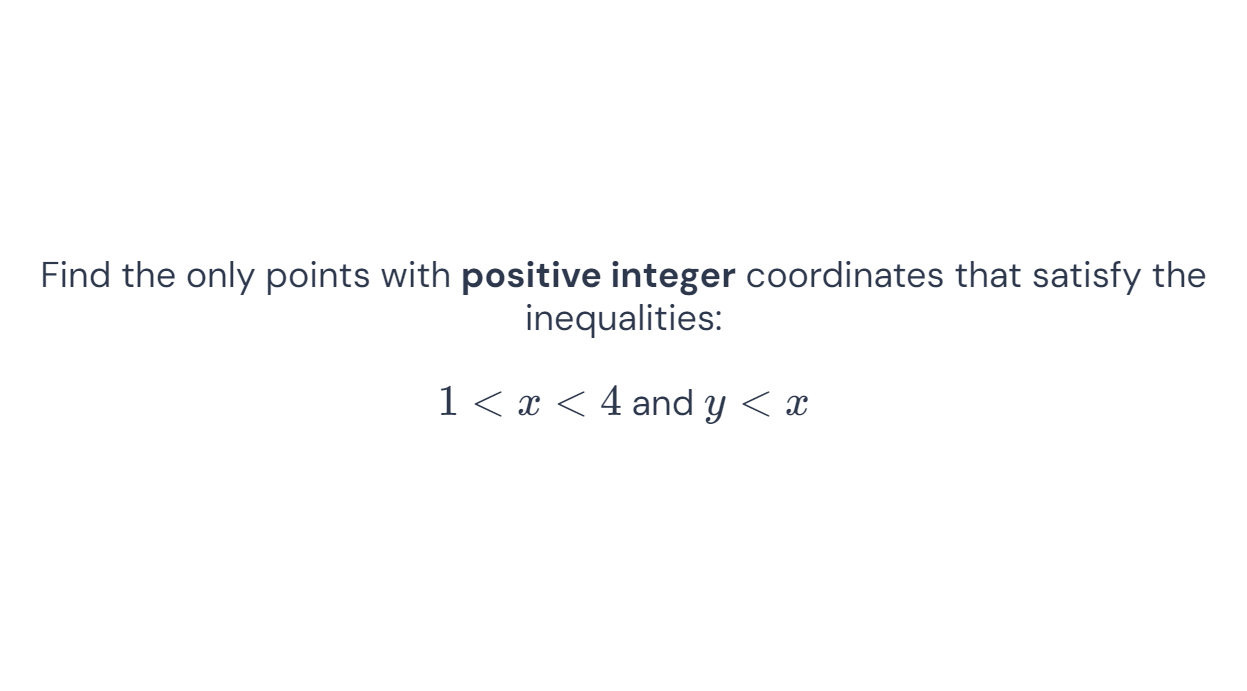 Find the only points with positive integer coordinates that satisfy the
inequalities:
1 < x < 4 and y < x